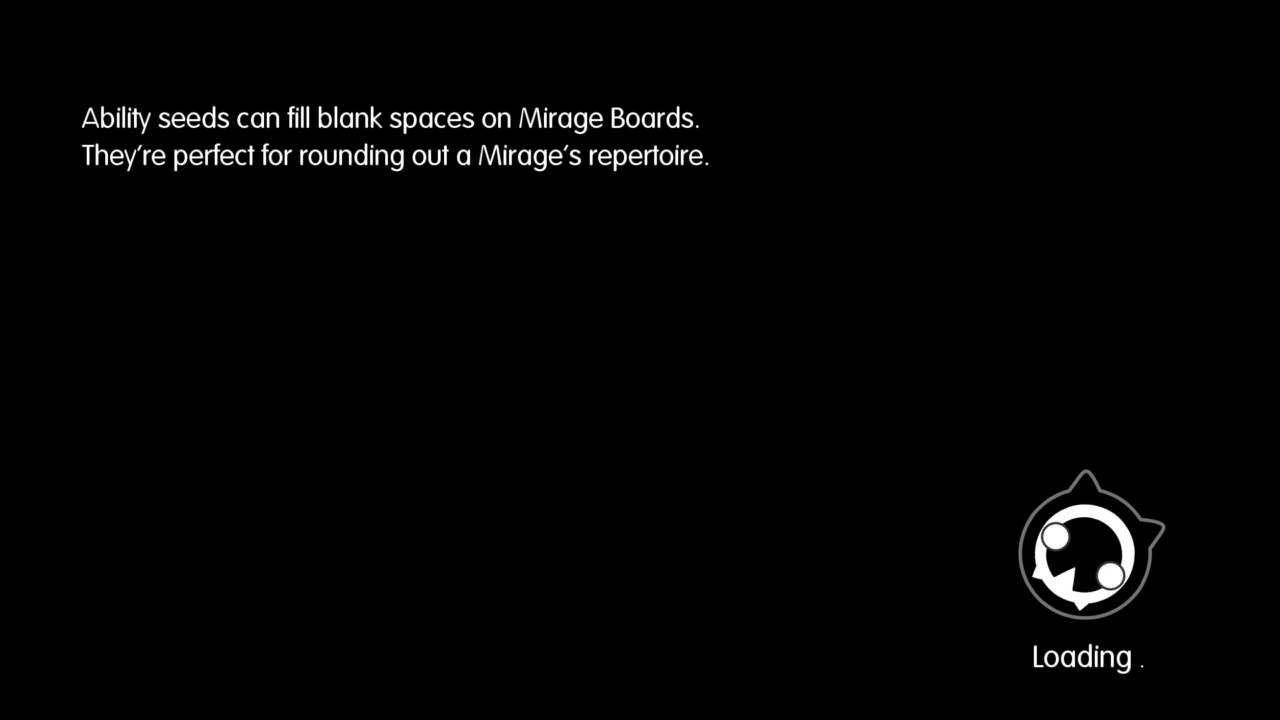 Ability seeds can fill blank spaces on Mirage Boards.
They're perfect for rounding out a Mirage's repertoire.
Loading .